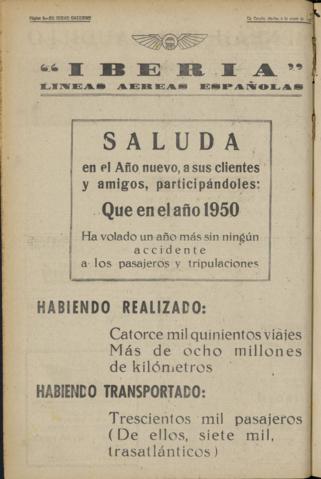 "IBERIA"
LINEAS AEREAS ESPAÑOLAS
SALUDA
en el Año nuevo, a sus clientes
y amigos, participándoles:
Que en el año 1950
Ha volado un año más sin ningún
accidente
a los pasajeros y tripulaciones
HABIENDO REALIZADO:
Catorce mil quinientos viajes
Más de ocho millones
de kilómetros
HABIENDO TRANSPORTADO:
Trescientos mil pasajeros
(De ellos, siete mil,
trasatlánticos)